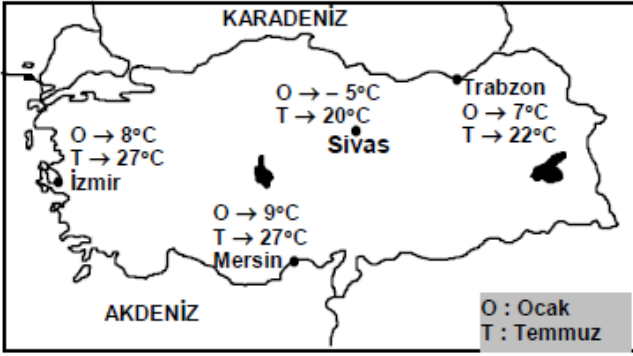 KARADENİZ
O → – 5°C
T → 20°C
Sivas
Trabzon
O → 7°C
T → 22°C
O → 8°C
T → 27°C
İzmir
O → 9°C
T → 27°C
Mersin
AKDENİZ
O : Ocak
T : Temmuz